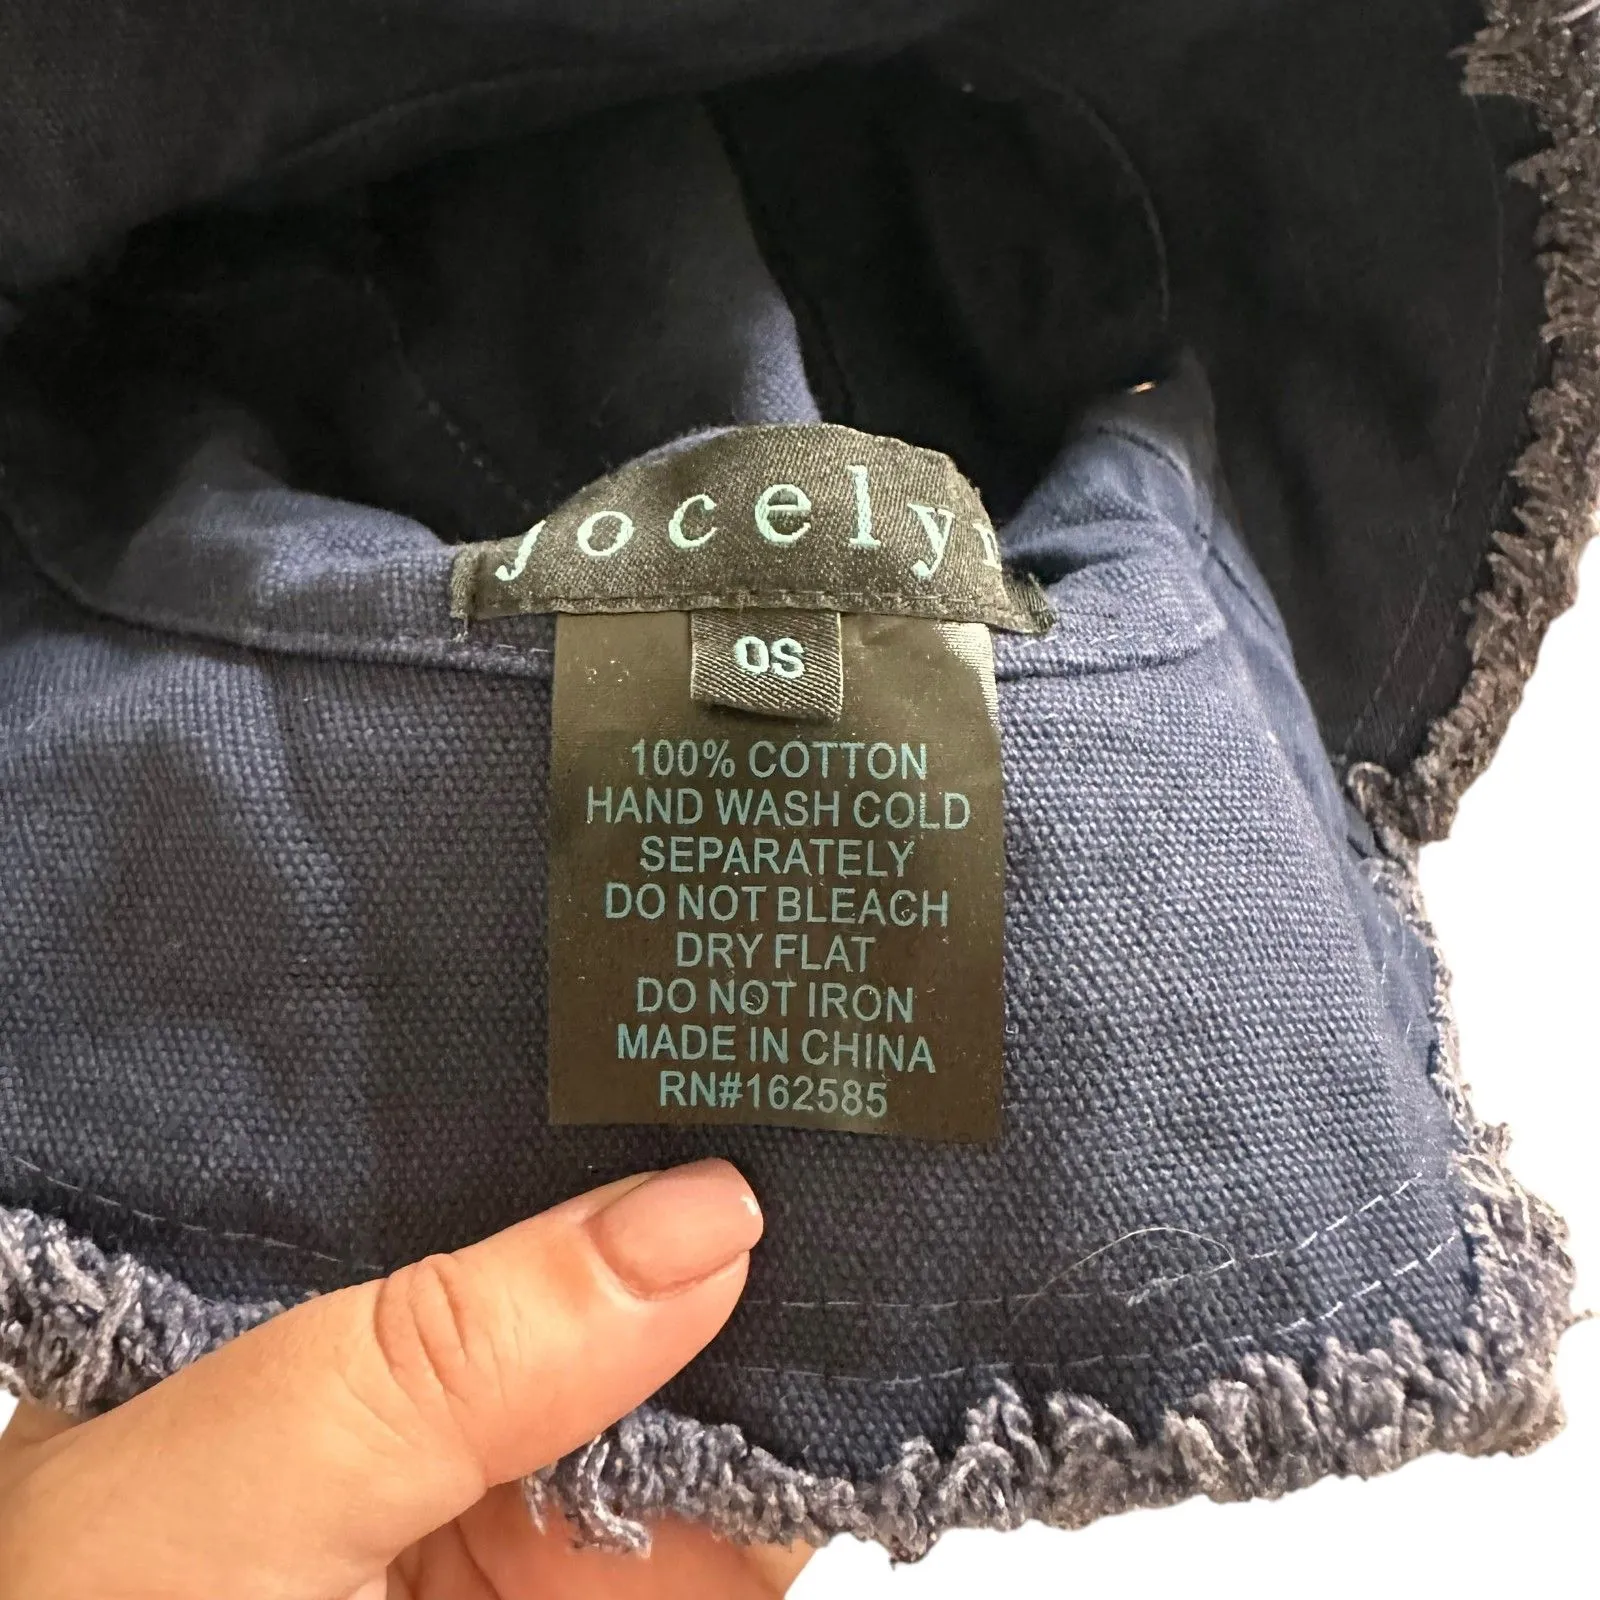 jocelyn
OS
100% COTTON
HAND WASH COLD
SEPARATELY
DO NOT BLEACH
DRY FLAT
DO NOT IRON
MADE IN CHINA
RN#162585